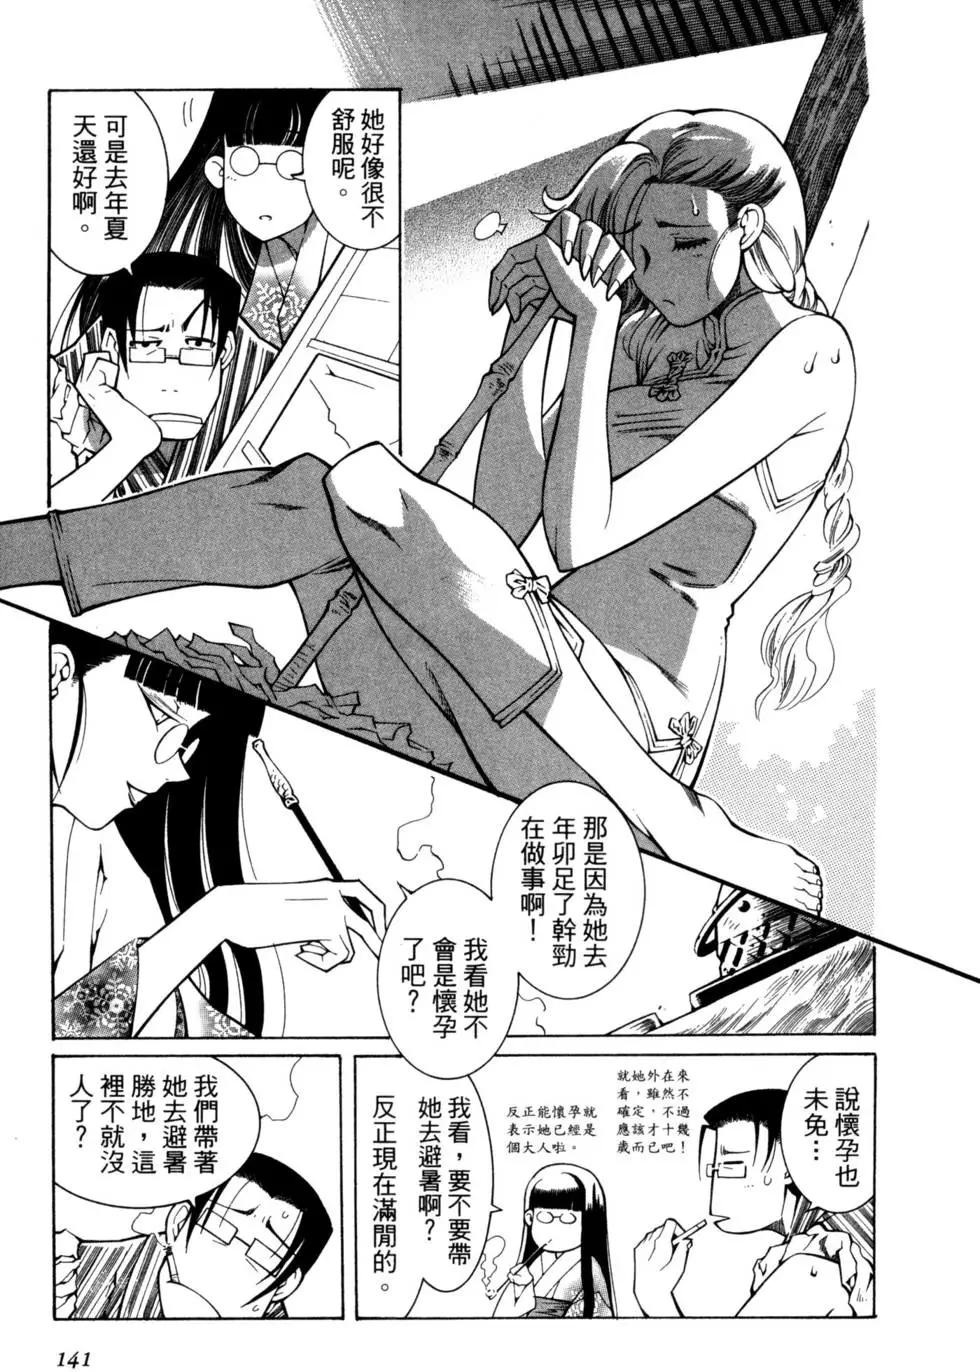 她好像很不
舒服呢。
可是去年夏
天還好啊。
那是因為她去
年卯足了幹勁
在做事啊！
我看她不
會是懷孕
了吧？
說懷孕也
未免…
就她外在來
看，雖然不
確定，不過
應該才十幾
歲而已吧！
反正能懷孕就
表示她已經是
個大人啦。
我看，要不要帶
她去避暑啊？
反正現在滿閒的。
我們帶著
她去避暑
勝地，這
裡不就沒
人了？
141